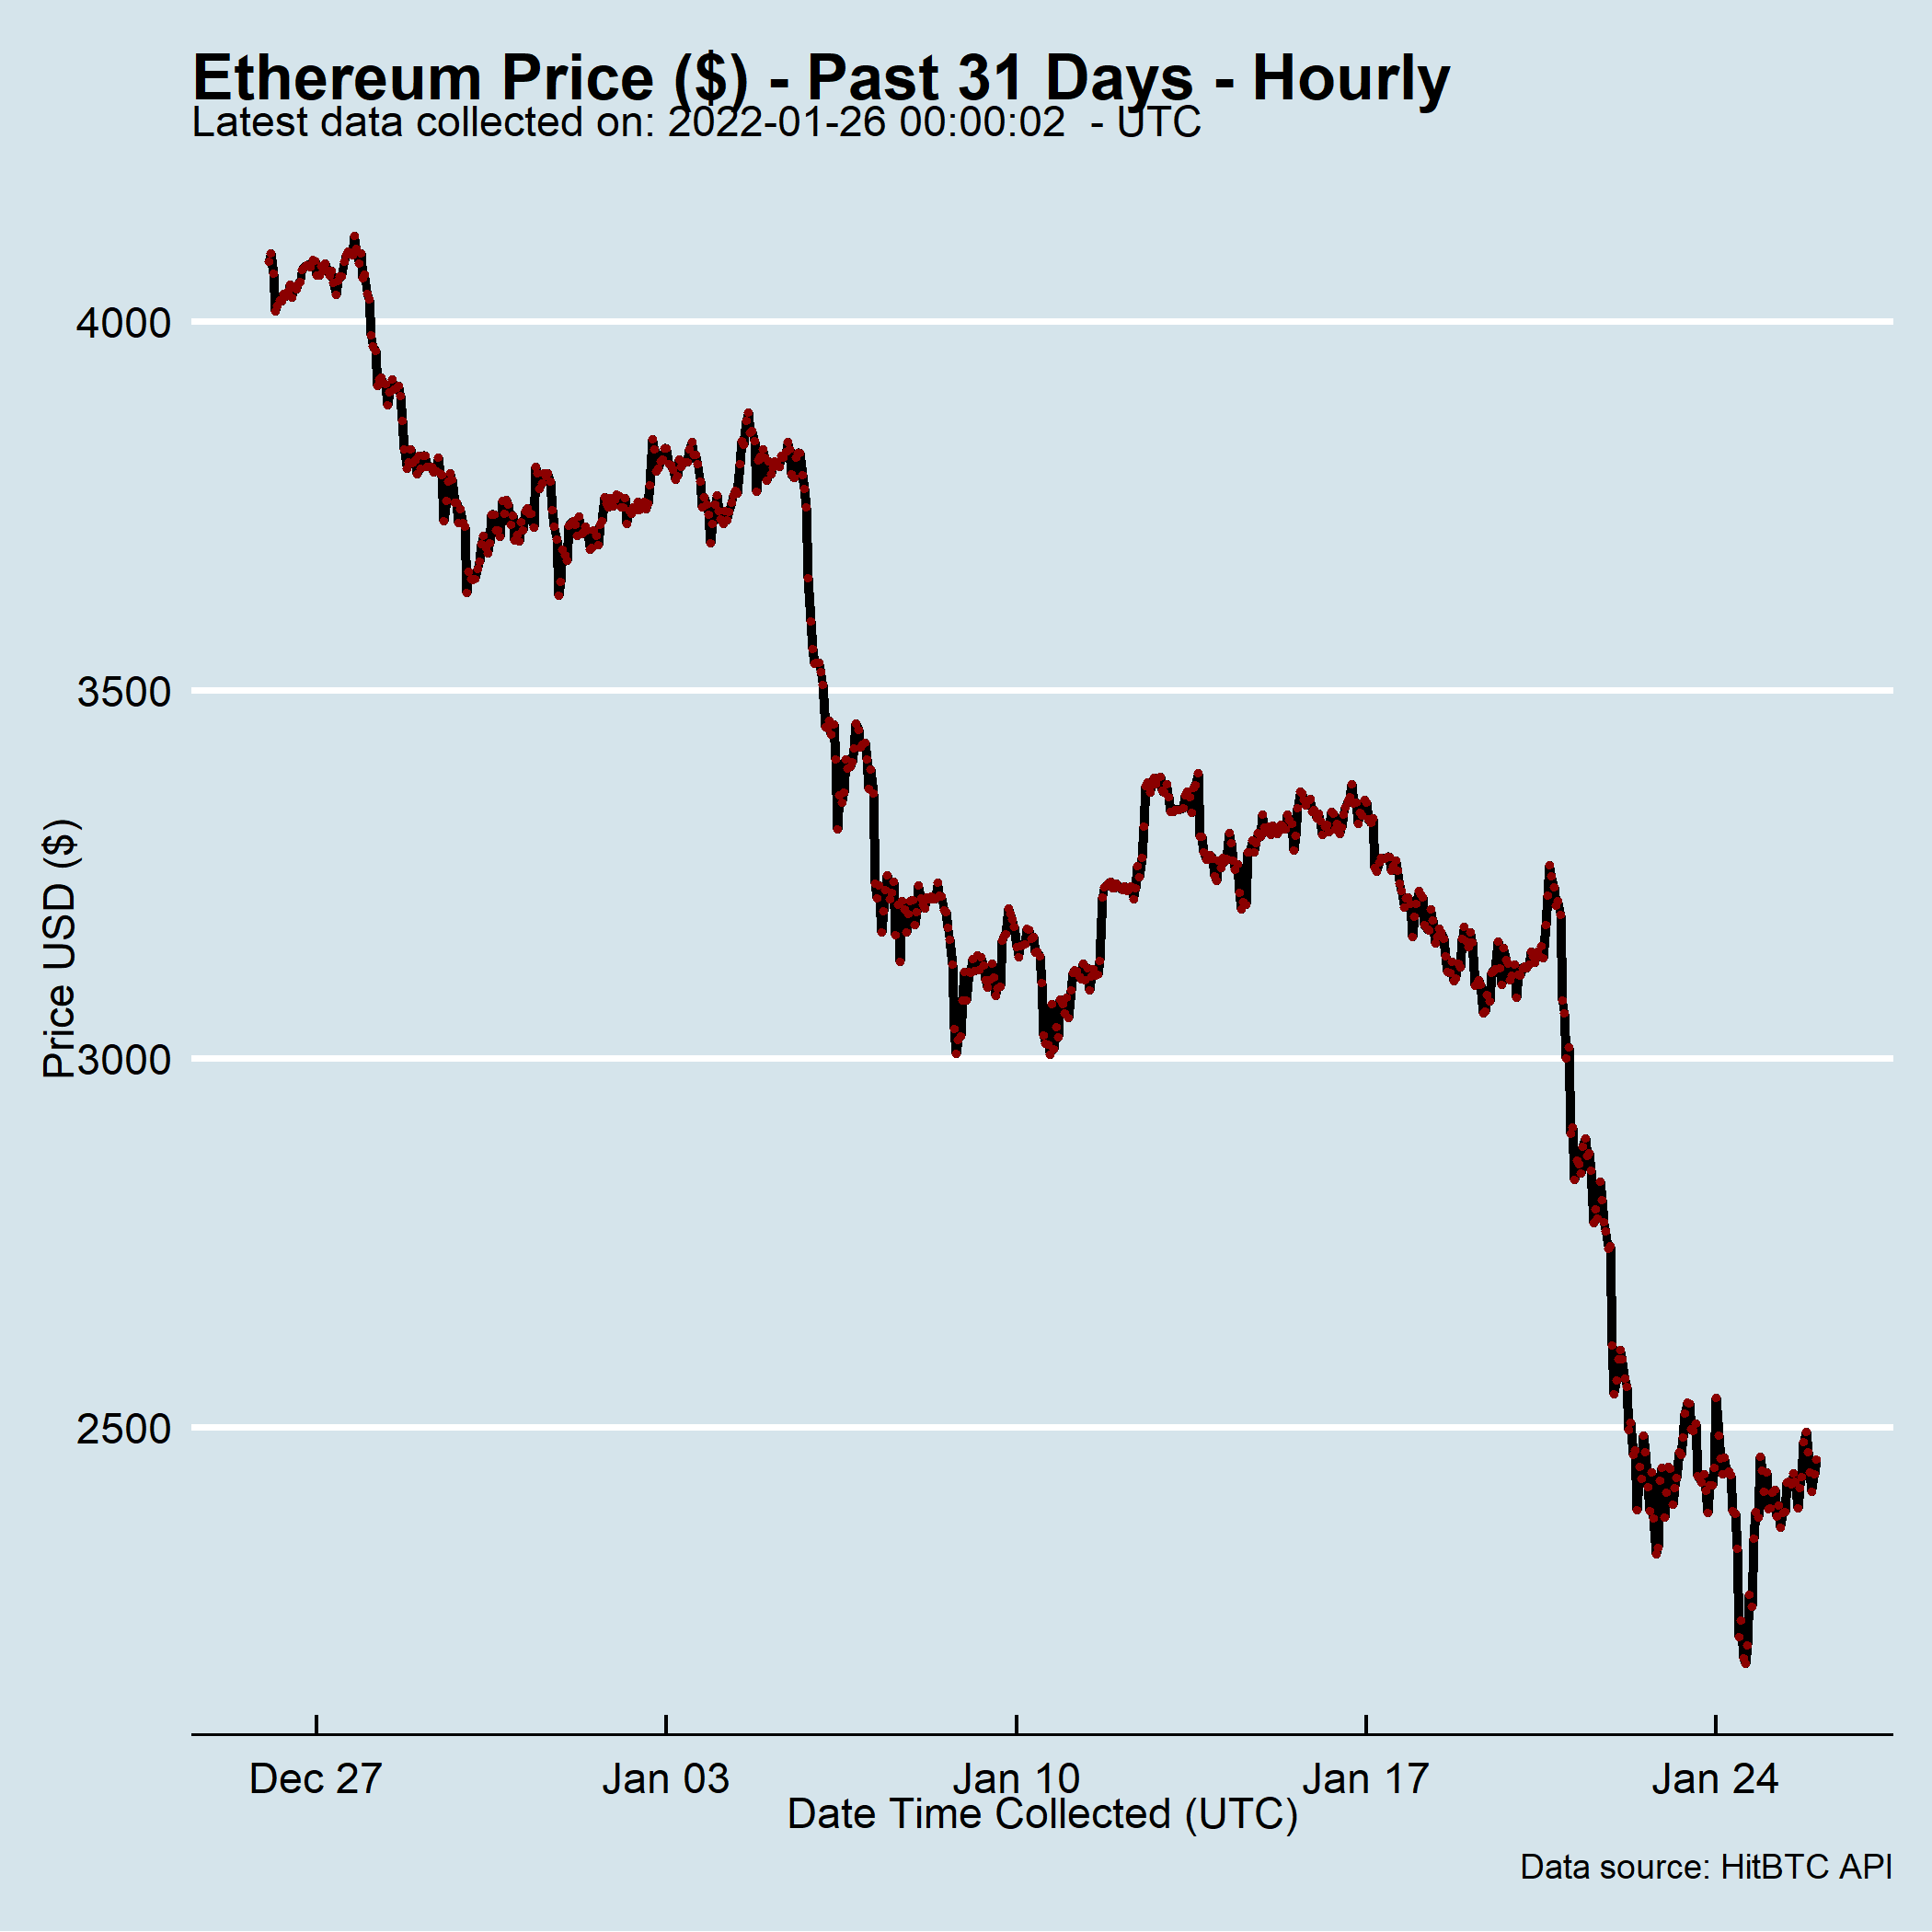 Ethereum Price ($) - Past 31 Days - Hourly
Latest data collected on: 2022-01-26 00:00:02  - UTC
Price USD ($)
4000
3500
3000
2500
Dec 27 Jan 03 Jan 10 Jan 17 Jan 24
Date Time Collected (UTC)
Data source: HitBTC API